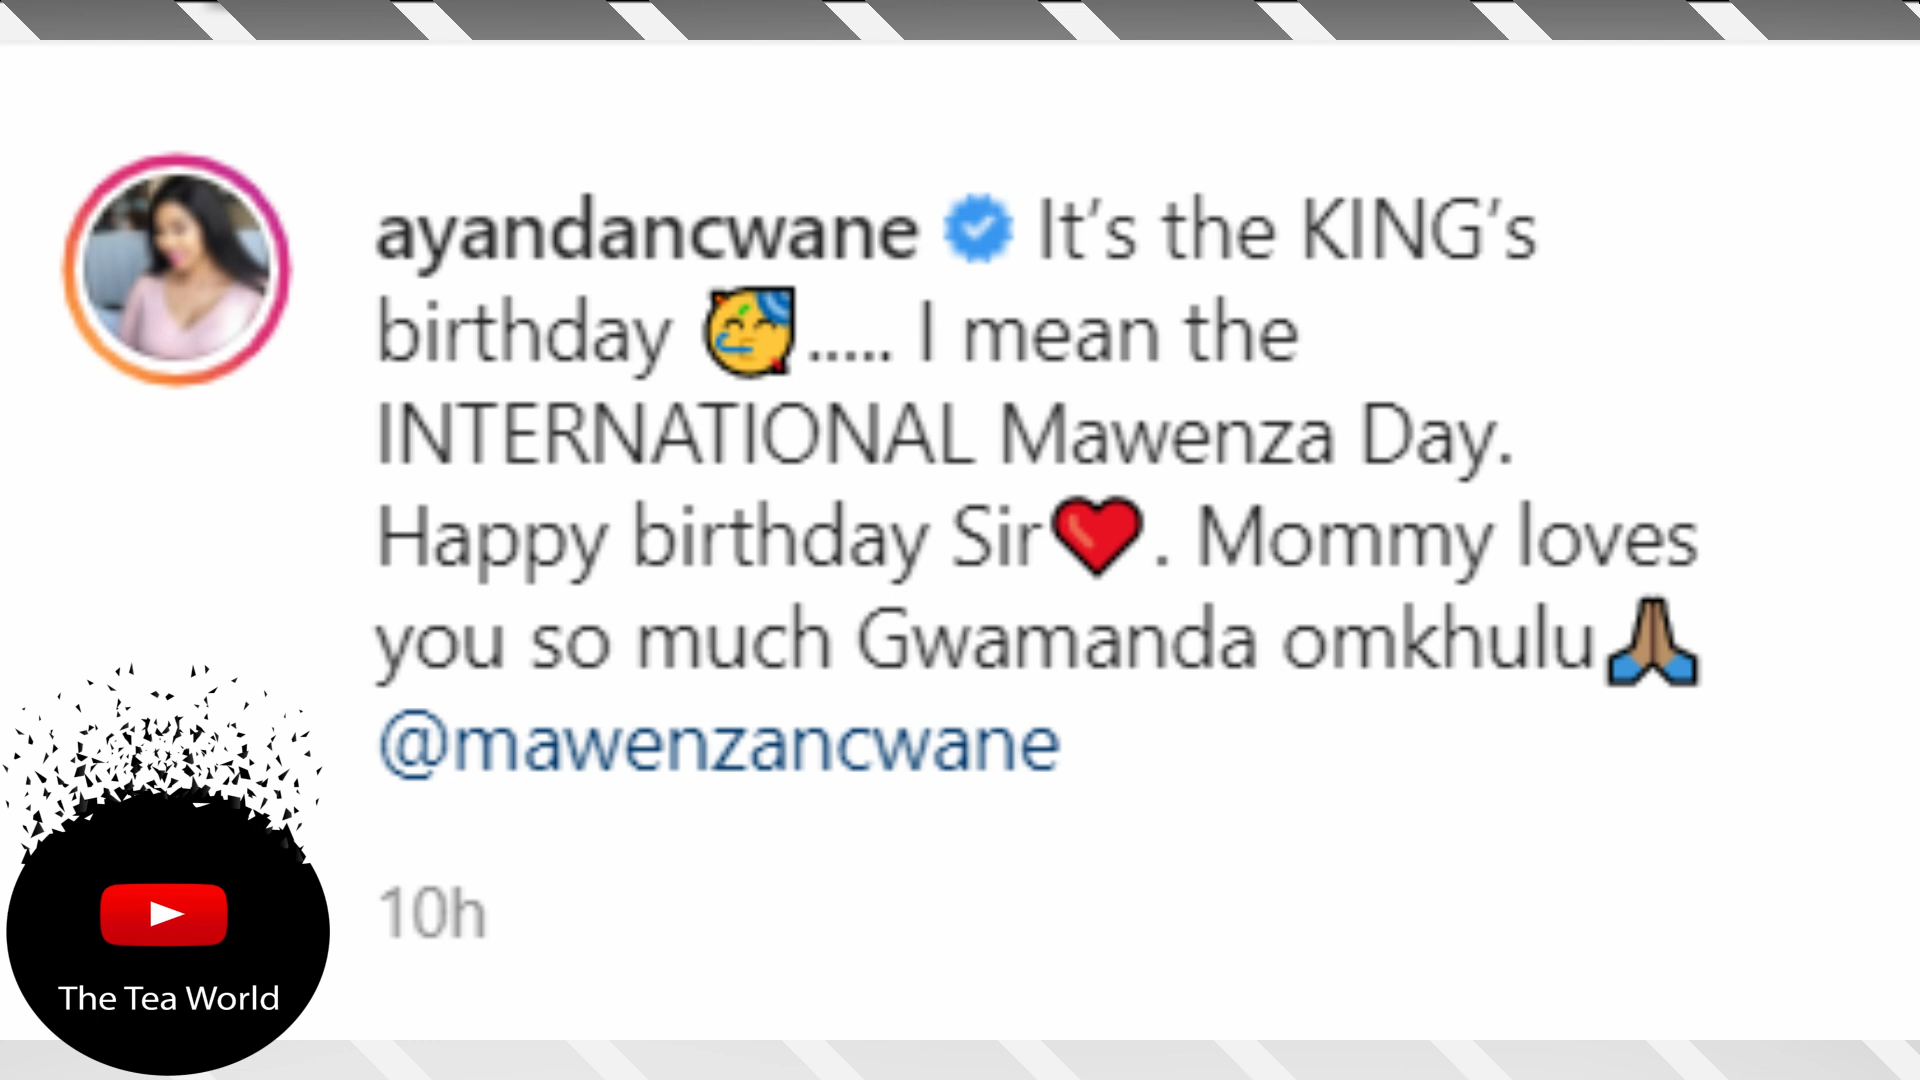 ayandancwane It's the KING's
birthday 🥳..... I mean the
INTERNATIONAL Mawenza Day.
Happy birthday Sir❤️. Mommy loves
you so much Gwamanda omkhulu🙏🏽
@mawenzancwane
10h
The Tea World